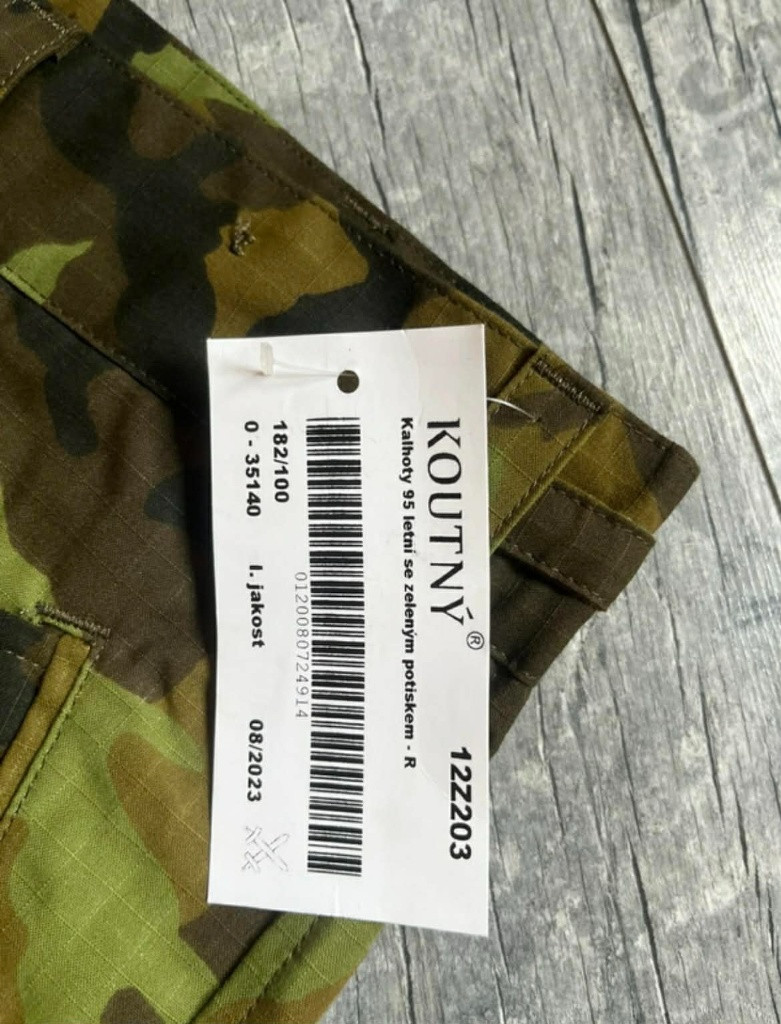 KOUTNÝ® 12Z203
Kalhoty 95 letní se zeleným potiskem - R
0120080724914
182/100
0 - 35140 I. jakost 08/2023